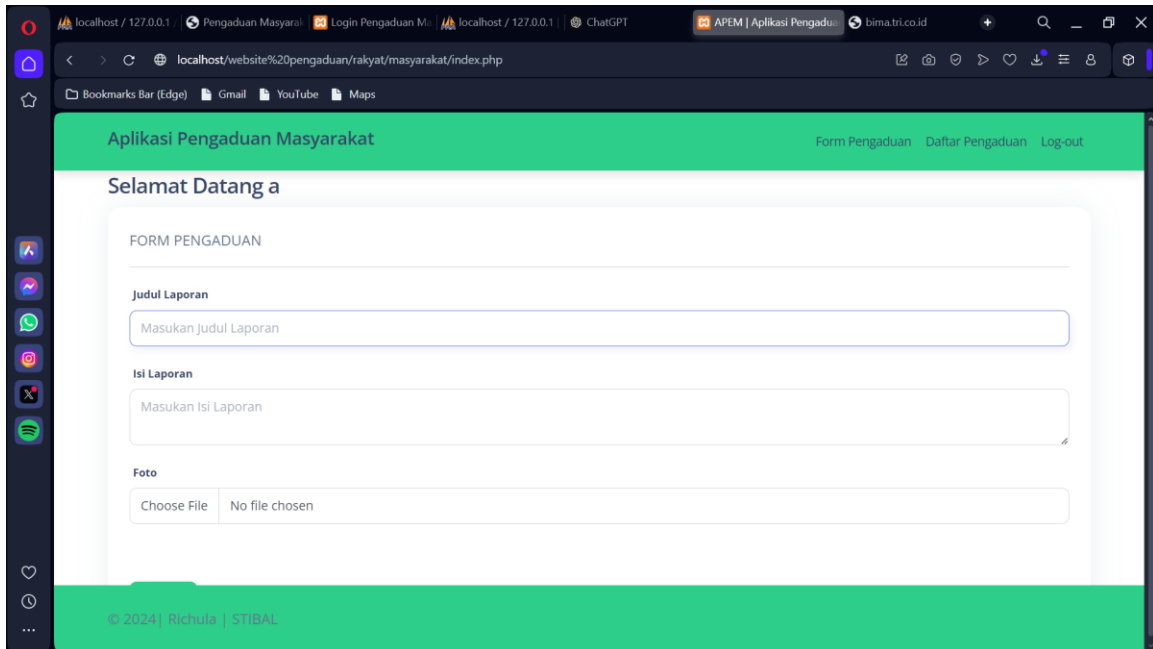 localhost / 127.0.0.1 /
Pengaduan Masyarak
Login Pengaduan Ma
localhost / 127.0.0.1 |
ChatGPT
APEM | Aplikasi Pengadua
bima.tri.co.id
localhost/website%20pengaduan/rakyat/masyarakat/index.php
Bookmarks Bar (Edge) Gmail YouTube Maps
Aplikasi Pengaduan Masyarakat
Form Pengaduan Daftar Pengaduan Log-out
Selamat Datang a
FORM PENGADUAN
Judul Laporan
Masukan Judul Laporan
Isi Laporan
Masukan Isi Laporan
Foto
Choose File No file chosen
© 2024| Richula | STIBAL